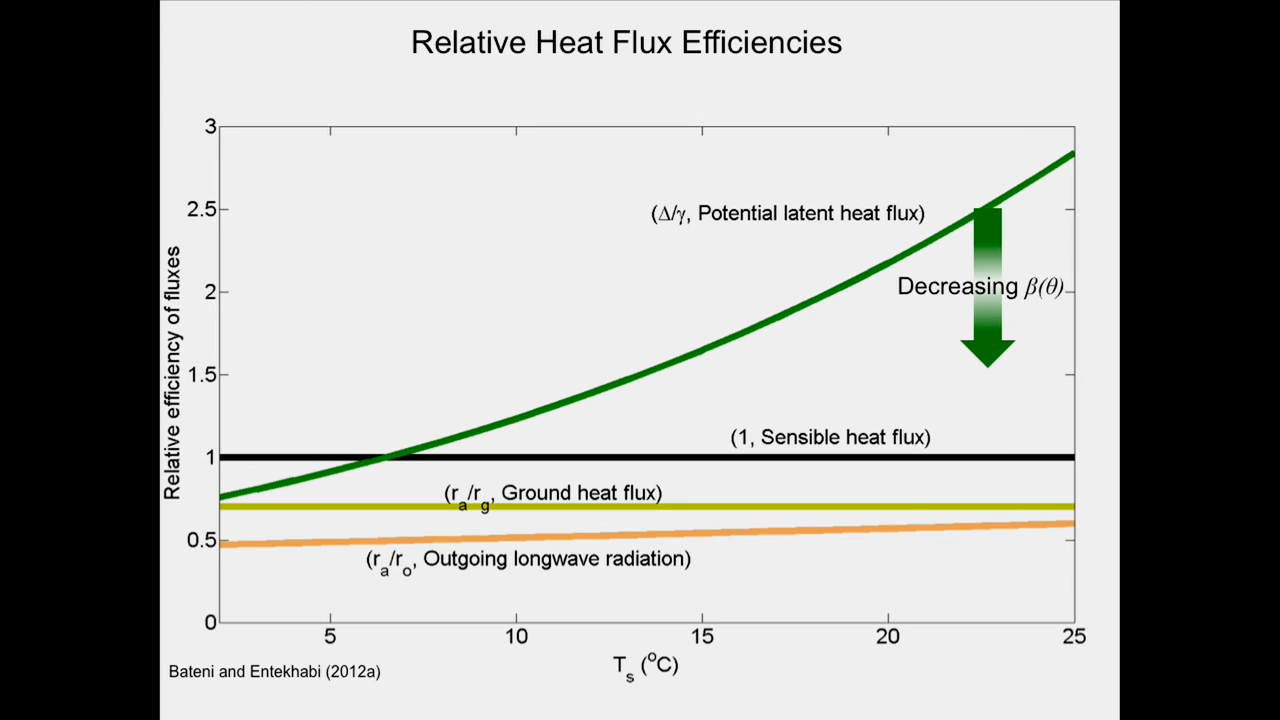 Relative Heat Flux Efficiencies
3
2.5
2
1.5
1
0.5
0
Relative efficiency of fluxes
(Δ/γ, Potential latent heat flux)
Decreasing β(θ)
(1, Sensible heat flux)
(ra/rg, Ground heat flux)
(ra/ro, Outgoing longwave radiation)
5 10 15 20 25
Ts (oC)
Bateni and Entekhabi (2012a)